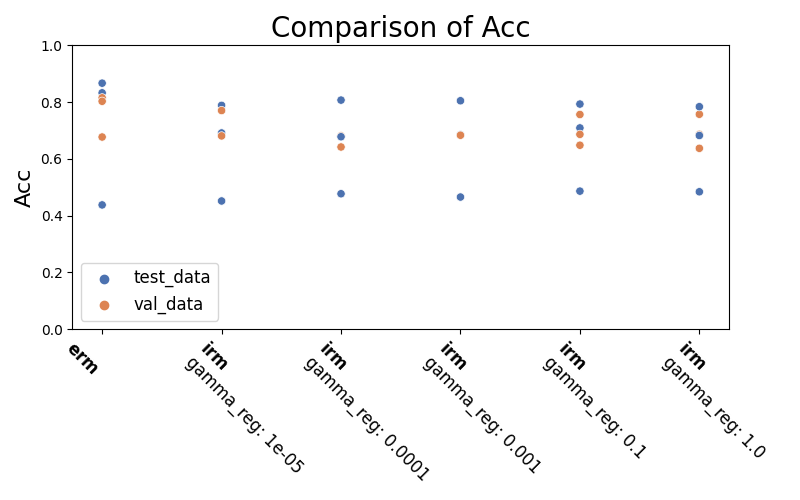 Comparison of Acc
Acc
1.0
0.8
0.6
0.4
0.2
0.0
test_data
val_data
erm
irm
gamma_reg: 1e-05
irm
gamma_reg: 0.0001
irm
gamma_reg: 0.001
irm
gamma_reg: 0.1
irm
gamma_reg: 1.0